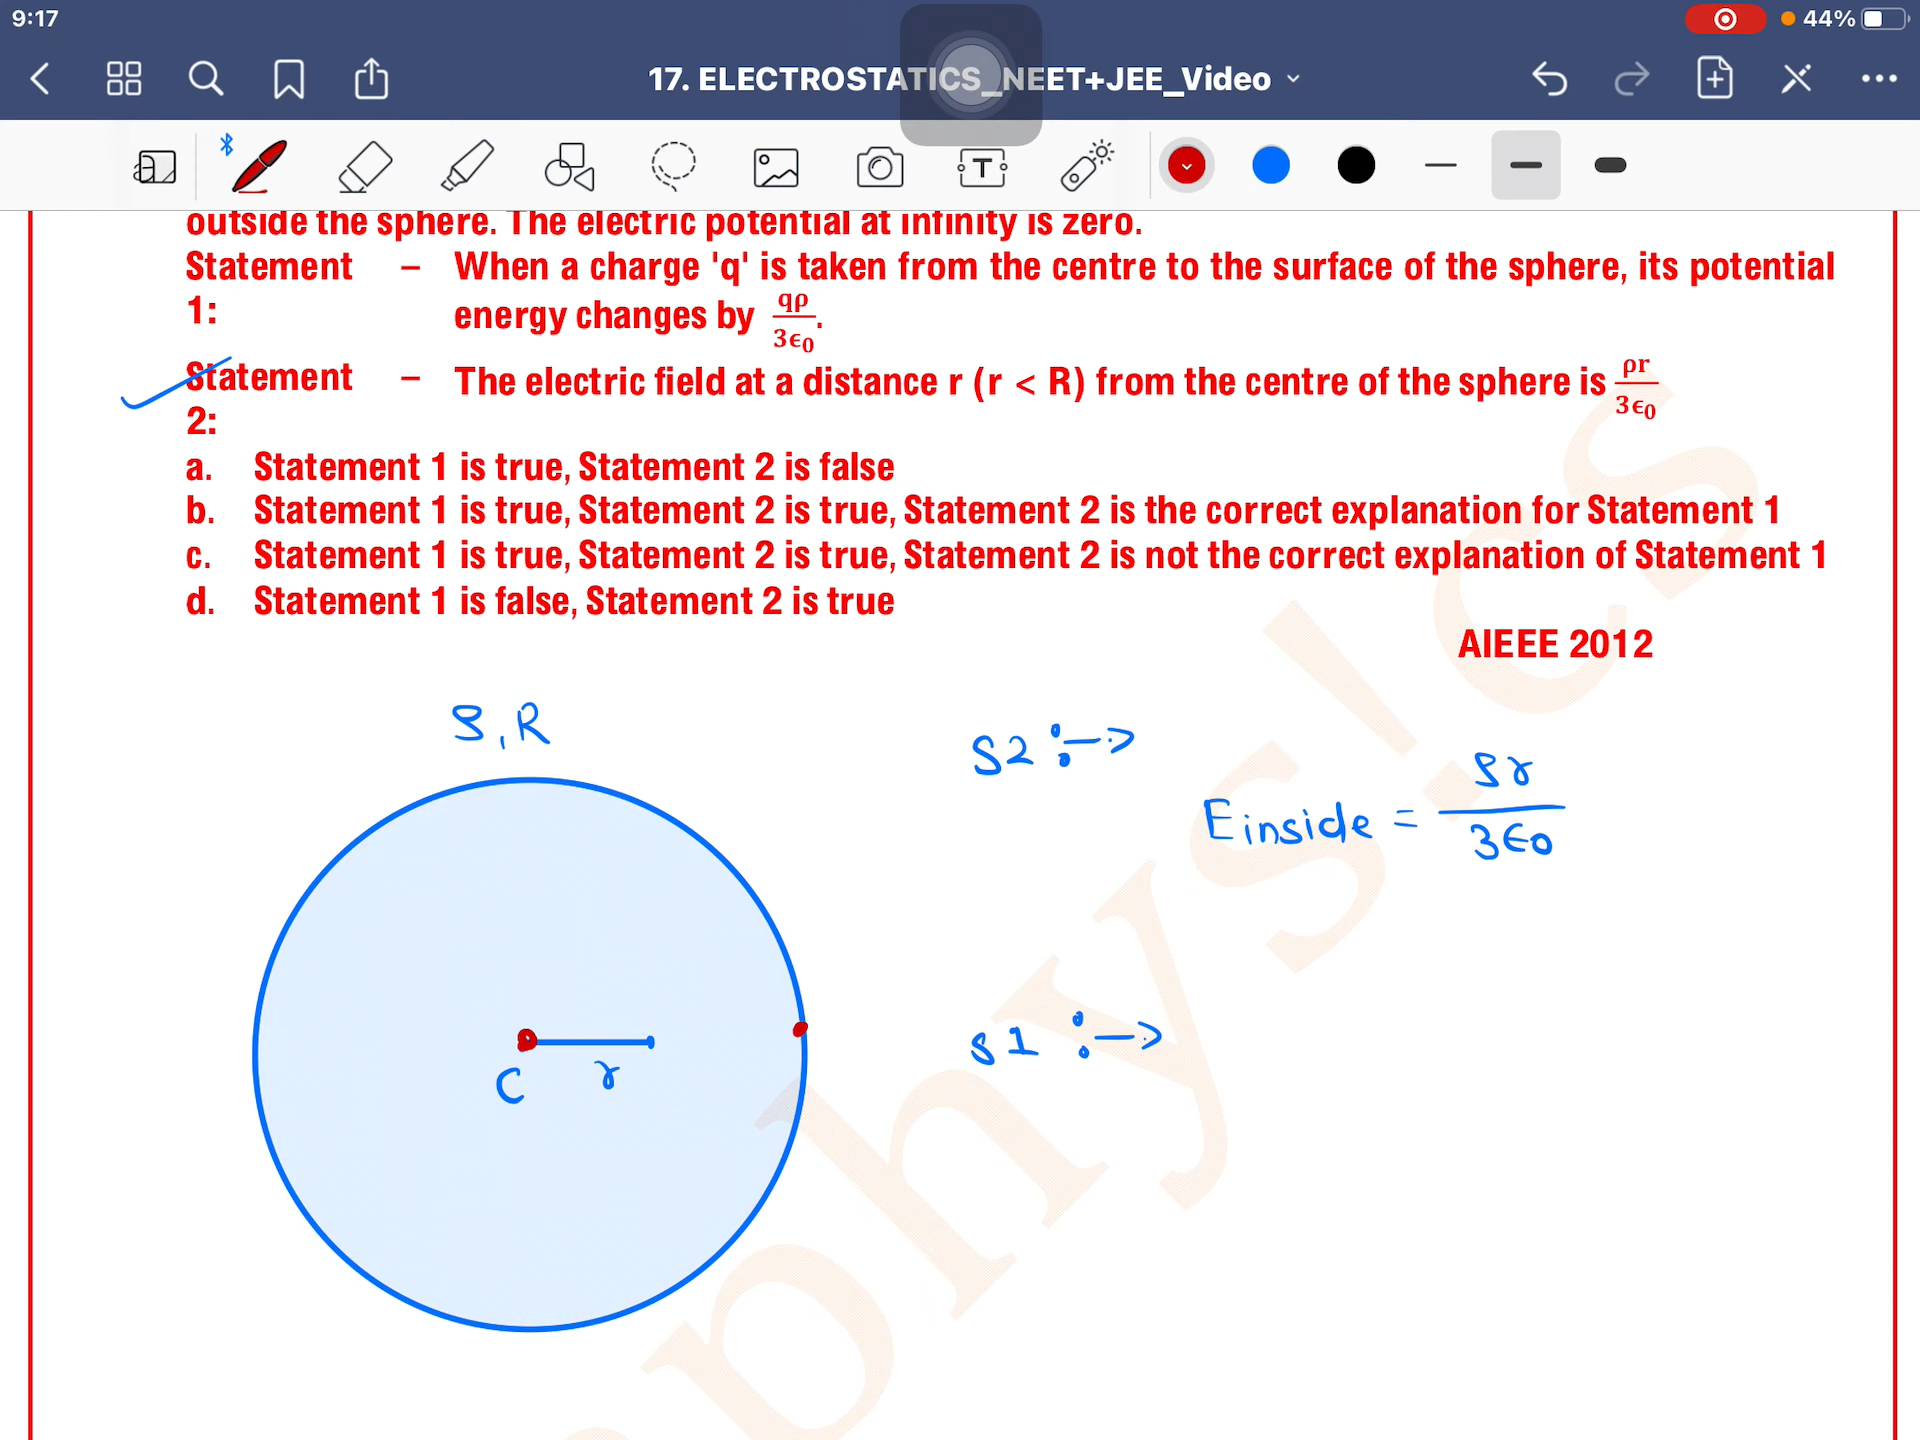 9:17
44%
17. ELECTROSTATICS_NEET+JEE_Video
outside the sphere. The electric potential at infinity is zero.
Statement 1: – When a charge 'q' is taken from the centre to the surface of the sphere, its potential
energy changes by qρ/3ϵ0.
Statement 2: – The electric field at a distance r (r < R) from the centre of the sphere is ρr/3ϵ0
a. Statement 1 is true, Statement 2 is false
b. Statement 1 is true, Statement 2 is true, Statement 2 is the correct explanation for Statement 1
c. Statement 1 is true, Statement 2 is true, Statement 2 is not the correct explanation of Statement 1
d. Statement 1 is false, Statement 2 is true
AIEEE 2012
ρ, R
S2 :→
Einside = ρr/3ϵ0
S1 :→
C r
physics